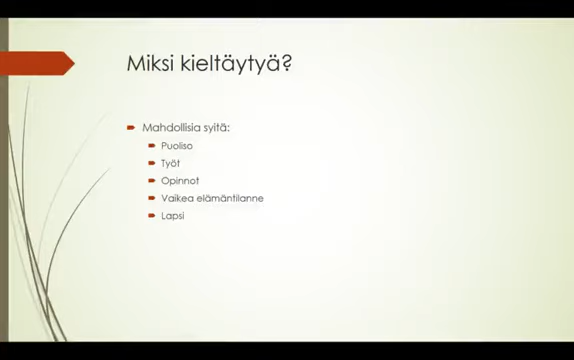 Miksi kieltäytyä?
Mahdollisia syitä:
Puoliso
Työt
Opinnot
Vaikea elämäntilanne
Lapsi